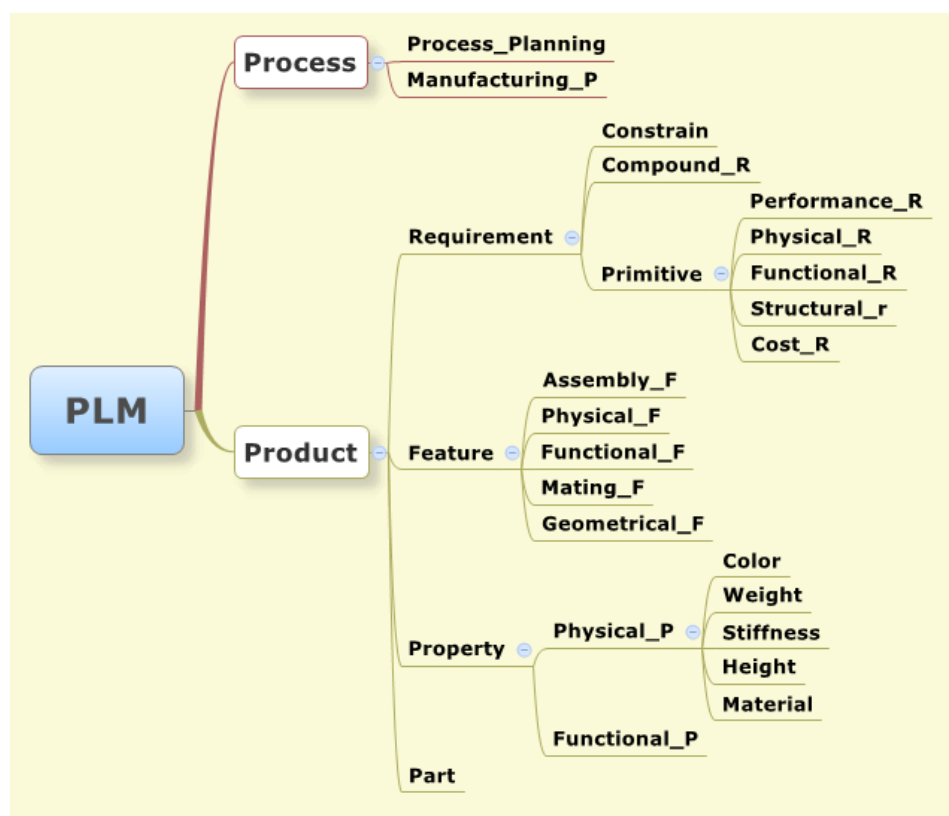 Process
Process_Planning
Manufacturing_P
Constrain
Compound_R
Performance_R
Requirement
Physical_R
Primitive
Functional_R
Structural_r
Cost_R
PLM
Assembly_F
Physical_F
Product
Feature
Functional_F
Mating_F
Geometrical_F
Color
Weight
Physical_P
Stiffness
Property
Height
Material
Functional_P
Part